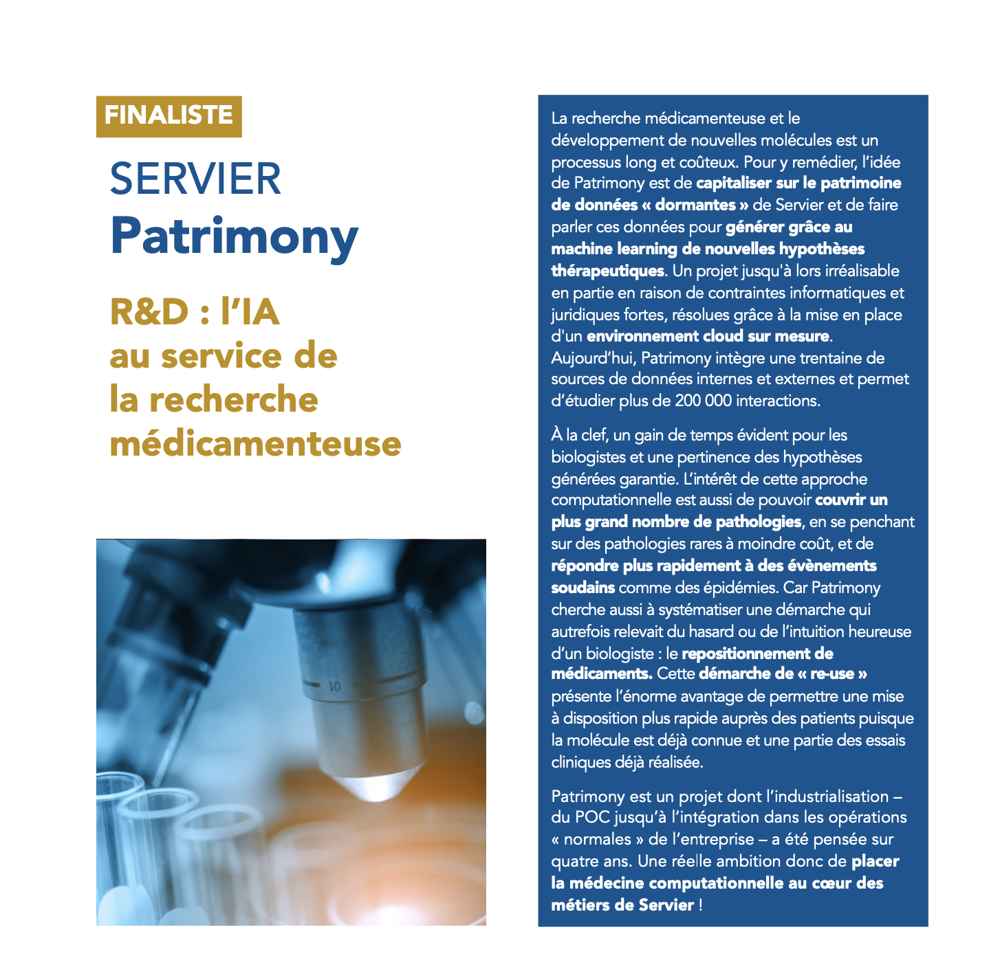 FINALISTE
SERVIER
Patrimony
R&D : l’IA
au service de
la recherche
médicamenteuse
La recherche médicamenteuse et le
développement de nouvelles molécules est un
processus long et coûteux. Pour y remédier, l’idée
de Patrimony est de capitaliser sur le patrimoine
de données « dormantes » de Servier et de faire
parler ces données pour générer grâce au
machine learning de nouvelles hypothèses
thérapeutiques. Un projet jusqu'à lors irréalisable
en partie en raison de contraintes informatiques et
juridiques fortes, résolues grâce à la mise en place
d'un environnement cloud sur mesure.
Aujourd’hui, Patrimony intègre une trentaine de
sources de données internes et externes et permet
d’étudier plus de 200 000 interactions.
À la clef, un gain de temps évident pour les
biologistes et une pertinence des hypothèses
générées garantie. L’intérêt de cette approche
computationnelle est aussi de pouvoir couvrir un
plus grand nombre de pathologies, en se penchant
sur des pathologies rares à moindre coût, et de
répondre plus rapidement à des évènements
soudains comme des épidémies. Car Patrimony
cherche aussi à systématiser une démarche qui
autrefois relevait du hasard ou de l’intuition heureuse
d’un biologiste : le repositionnement de
médicaments. Cette démarche de « re-use »
présente l’énorme avantage de permettre une mise
à disposition plus rapide auprès des patients puisque
la molécule est déjà connue et une partie des essais
cliniques déjà réalisée.
Patrimony est un projet dont l’industrialisation –
du POC jusqu’à l’intégration dans les opérations
« normales » de l’entreprise – a été pensée sur
quatre ans. Une réelle ambition donc de placer
la médecine computationnelle au cœur des
métiers de Servier !
10